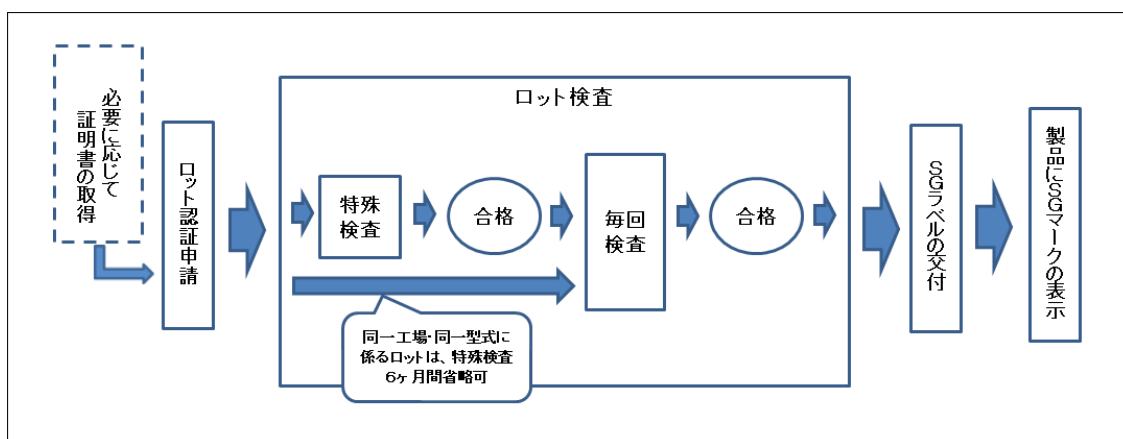 必要に応じて
証明書の取得
ロット認証申請
ロット検査
特殊
検査
合格
毎回
検査
合格
同一工場・同一型式に
係るロットは、特殊検査
6ヶ月間省略可
SGラベルの交付
製品にSGマークの表示